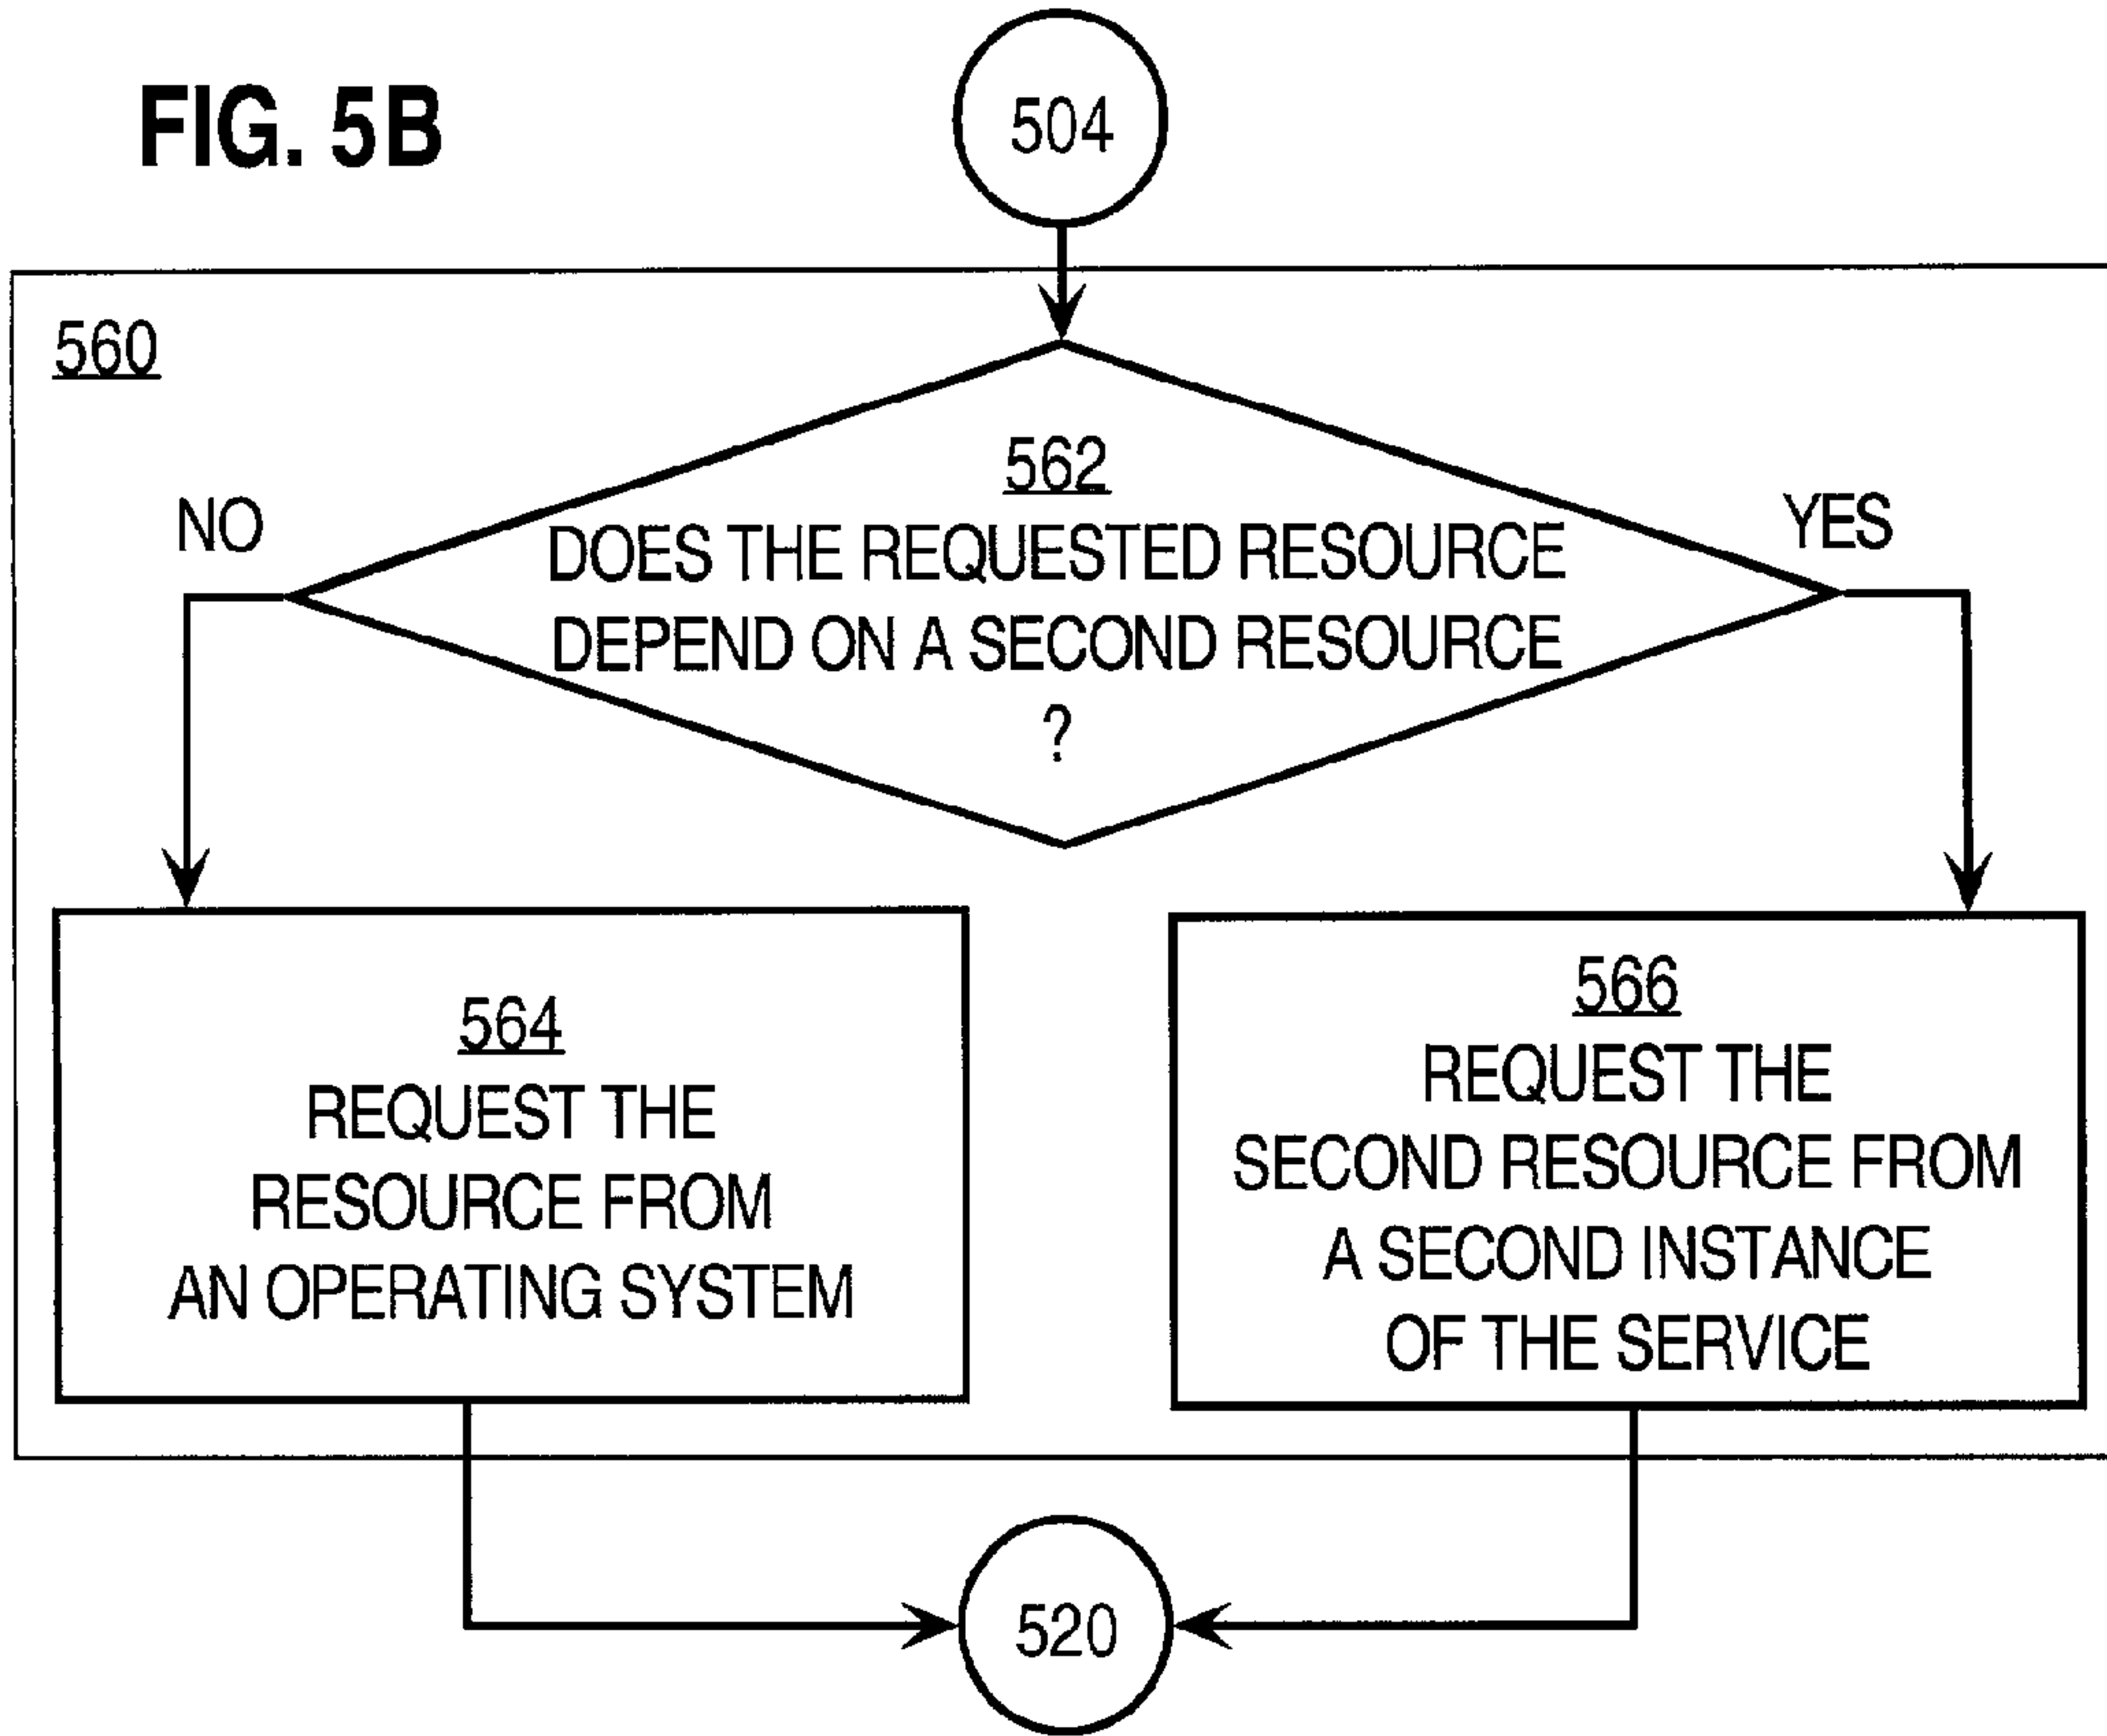 FIG. 5B
504
560
562
NO
YES
DOES THE REQUESTED RESOURCE
DEPEND ON A SECOND RESOURCE
?
564
REQUEST THE
RESOURCE FROM
AN OPERATING SYSTEM
566
REQUEST THE
SECOND RESOURCE FROM
A SECOND INSTANCE
OF THE SERVICE
520